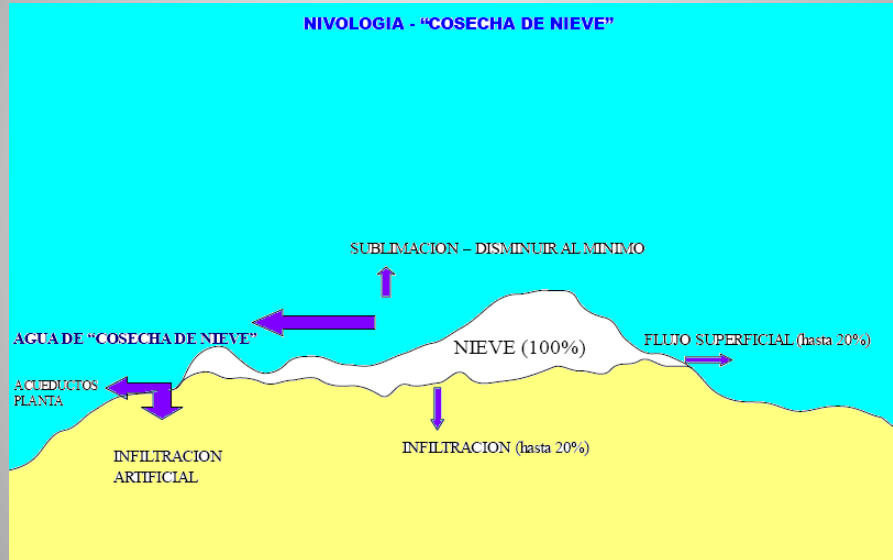 NIVOLOGIA - “COSECHA DE NIEVE”
SUBLIMACION – DISMINUIR AL MINIMO
AGUA DE “COSECHA DE NIEVE”
NIEVE (100%)
FLUJO SUPERFICIAL (hasta 20%)
ACUEDUCTOS
PLANTA
INFILTRACION
ARTIFICIAL
INFILTRACION (hasta 20%)